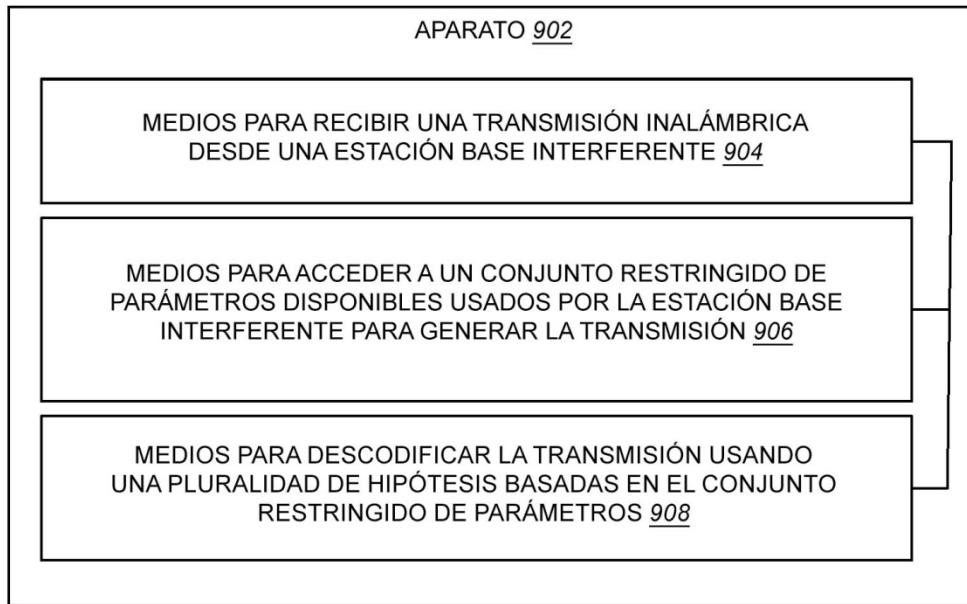 APARATO 902
MEDIOS PARA RECIBIR UNA TRANSMISIÓN INALÁMBRICA
DESDE UNA ESTACIÓN BASE INTERFERENTE 904
MEDIOS PARA ACCEDER A UN CONJUNTO RESTRINGIDO DE
PARÁMETROS DISPONIBLES USADOS POR LA ESTACIÓN BASE
INTERFERENTE PARA GENERAR LA TRANSMISIÓN 906
MEDIOS PARA DESCODIFICAR LA TRANSMISIÓN USANDO
UNA PLURALIDAD DE HIPÓTESIS BASADAS EN EL CONJUNTO
RESTRINGIDO DE PARÁMETROS 908